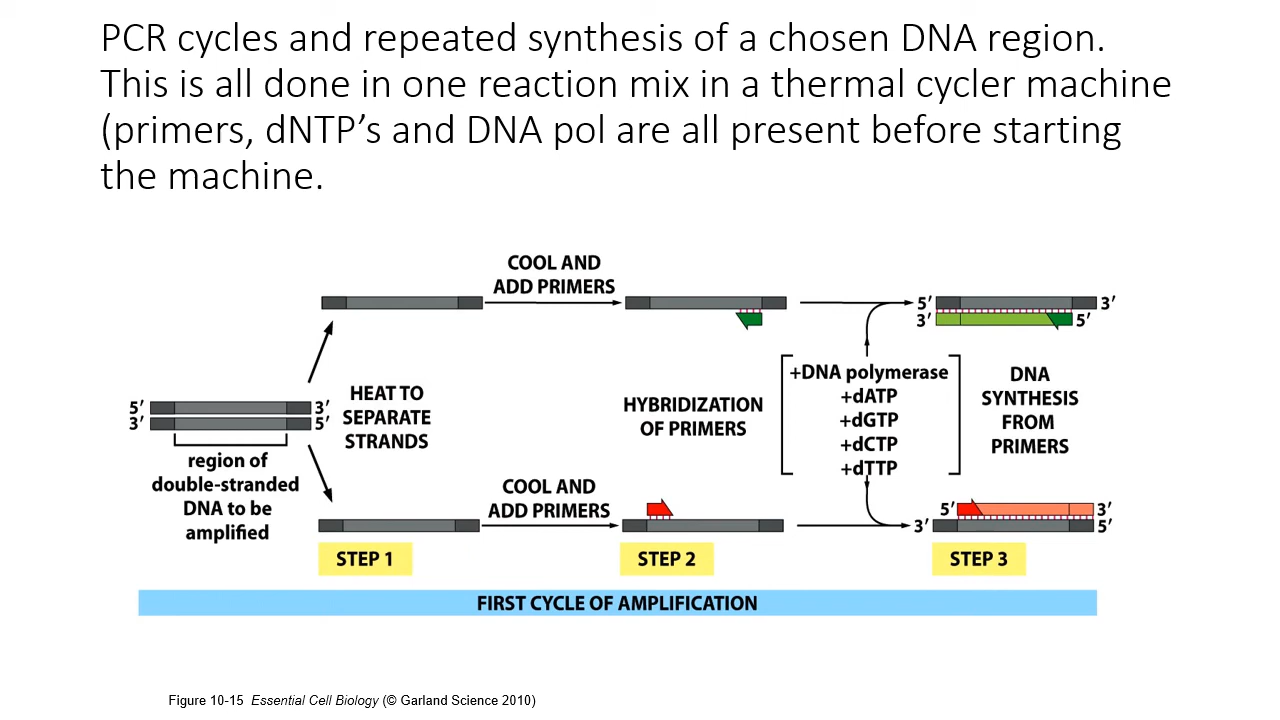 PCR cycles and repeated synthesis of a chosen DNA region.
This is all done in one reaction mix in a thermal cycler machine
(primers, dNTP’s and DNA pol are all present before starting
the machine.
COOL AND
ADD PRIMERS
5′
3′
3′
5′
HEAT TO
SEPARATE
STRANDS
5′
3′
3′
5′
region of
double-stranded
DNA to be
amplified
HYBRIDIZATION
OF PRIMERS
+DNA polymerase
+dATP
+dGTP
+dCTP
+dTTP
DNA
SYNTHESIS
FROM
PRIMERS
COOL AND
ADD PRIMERS
5′
3′
3′
5′
STEP 1
STEP 2
STEP 3
FIRST CYCLE OF AMPLIFICATION
Figure 10-15 Essential Cell Biology (© Garland Science 2010)